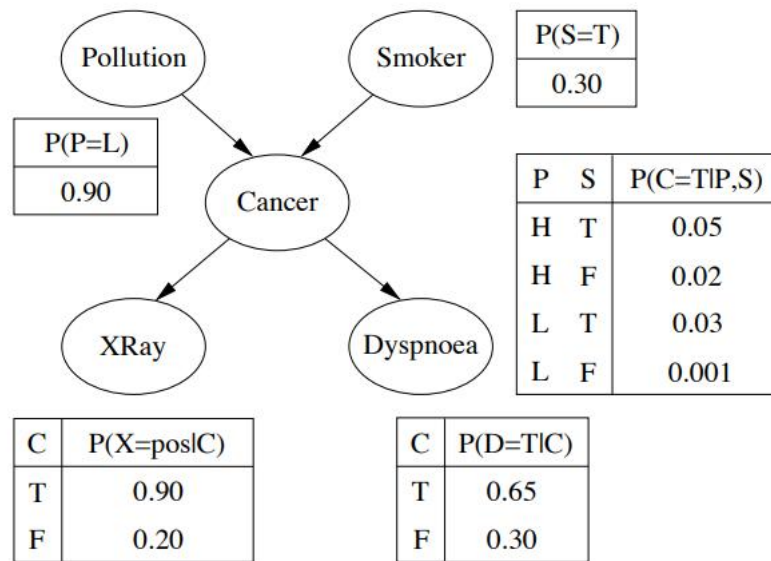 Pollution
Smoker
P(S=T)
0.30
P(P=L)
0.90
Cancer
P S P(C=T|P,S)
H T 0.05
H F 0.02
L T 0.03
L F 0.001
XRay
Dyspnoea
C P(X=pos|C)
T 0.90
F 0.20
C P(D=T|C)
T 0.65
F 0.30